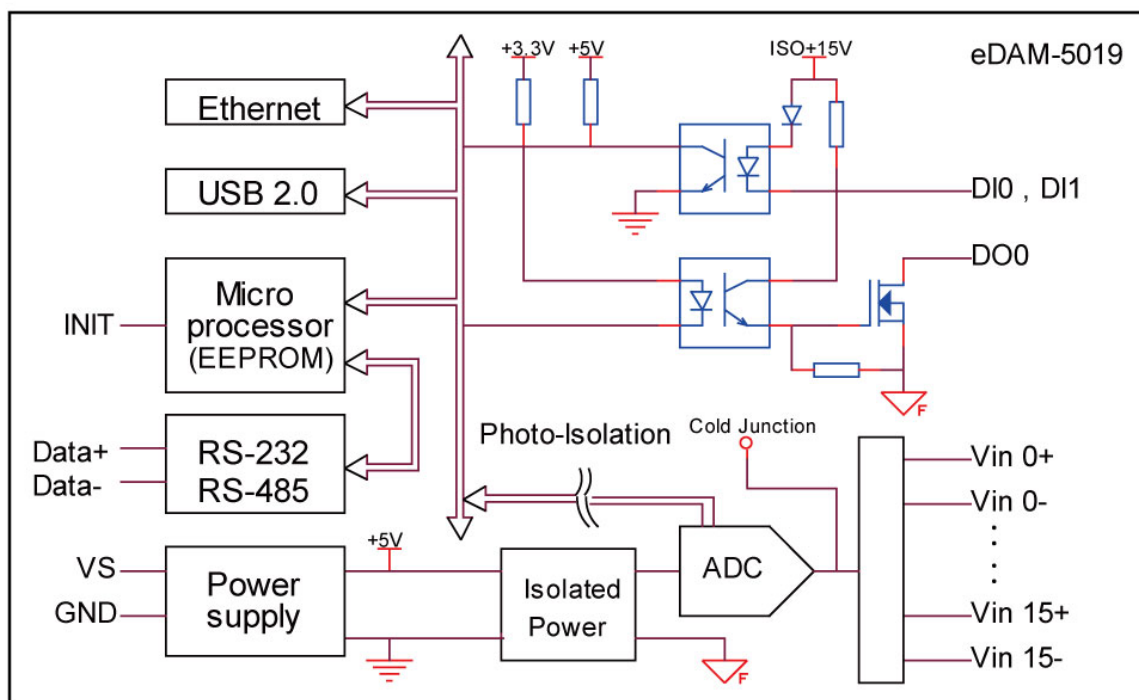 +3.3V
+5V
ISO+15V
eDAM-5019
Ethernet
USB 2.0
DI0 , DI1
DO0
INIT
Micro
processor
(EEPROM)
F
Data+
Data-
RS-232
RS-485
Photo-Isolation
Cold Junction
Vin 0+
Vin 0-
VS
GND
Power
supply
+5V
Isolated
Power
ADC
F
Vin 15+
Vin 15-